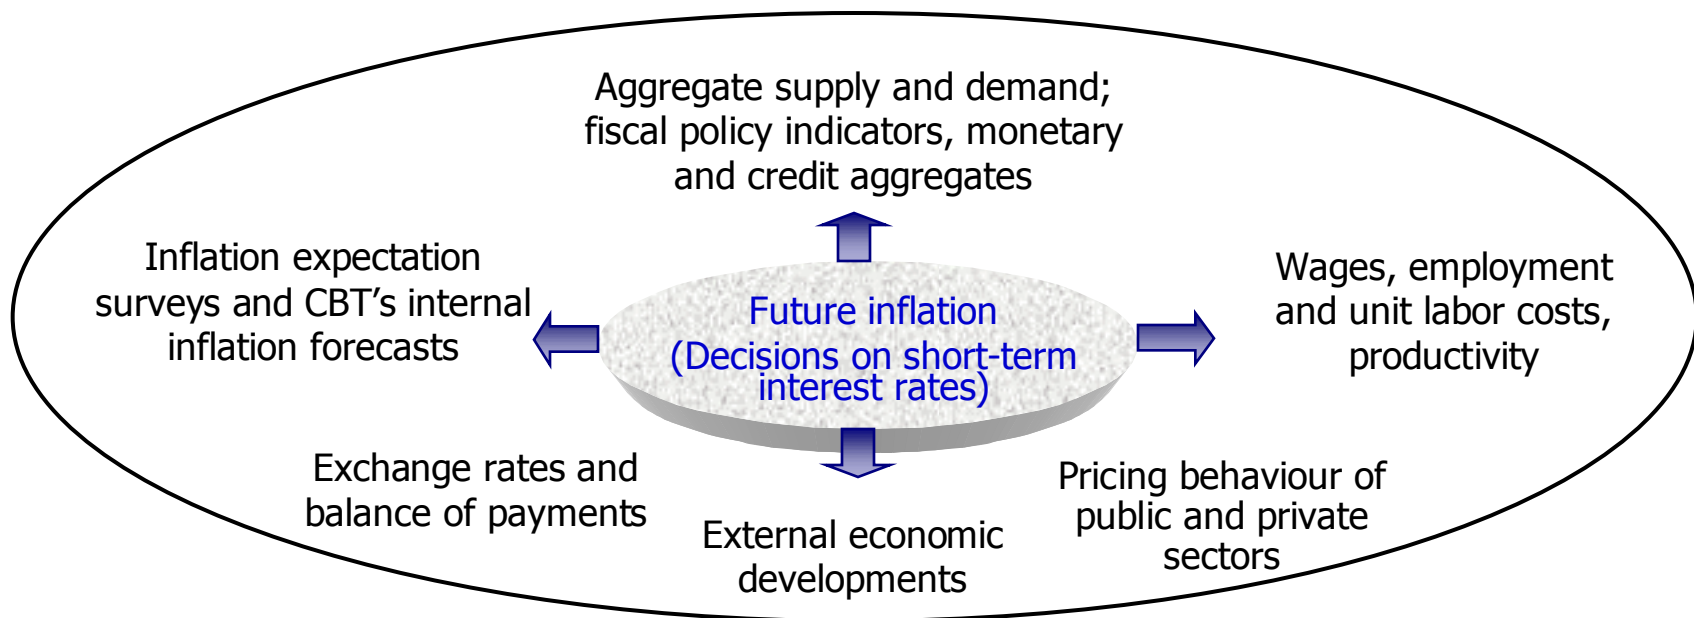 Aggregate supply and demand;
fiscal policy indicators, monetary
and credit aggregates
Inflation expectation
surveys and CBT’s internal
inflation forecasts
Future inflation
(Decisions on short-term
interest rates)
Wages, employment
and unit labor costs,
productivity
Exchange rates and
balance of payments
External economic
developments
Pricing behaviour of
public and private
sectors